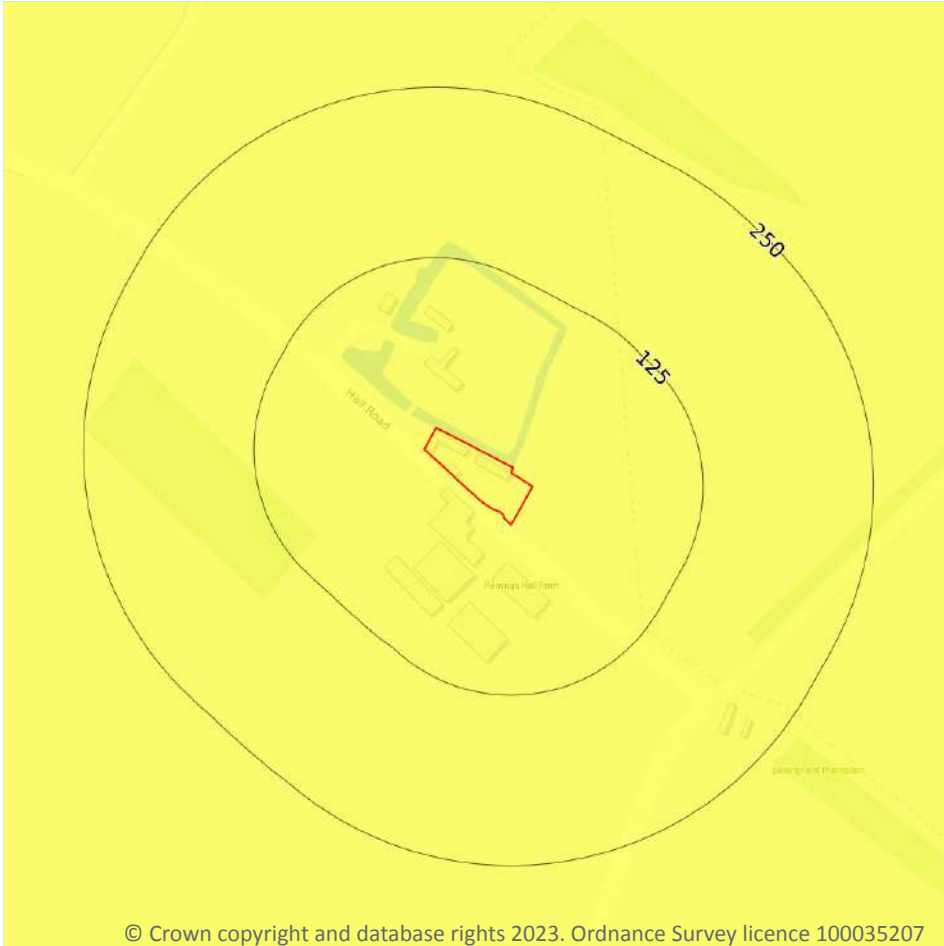 250
125
Hall Road
Flemings Hall Farm
© Crown copyright and database rights 2023. Ordnance Survey licence 100035207